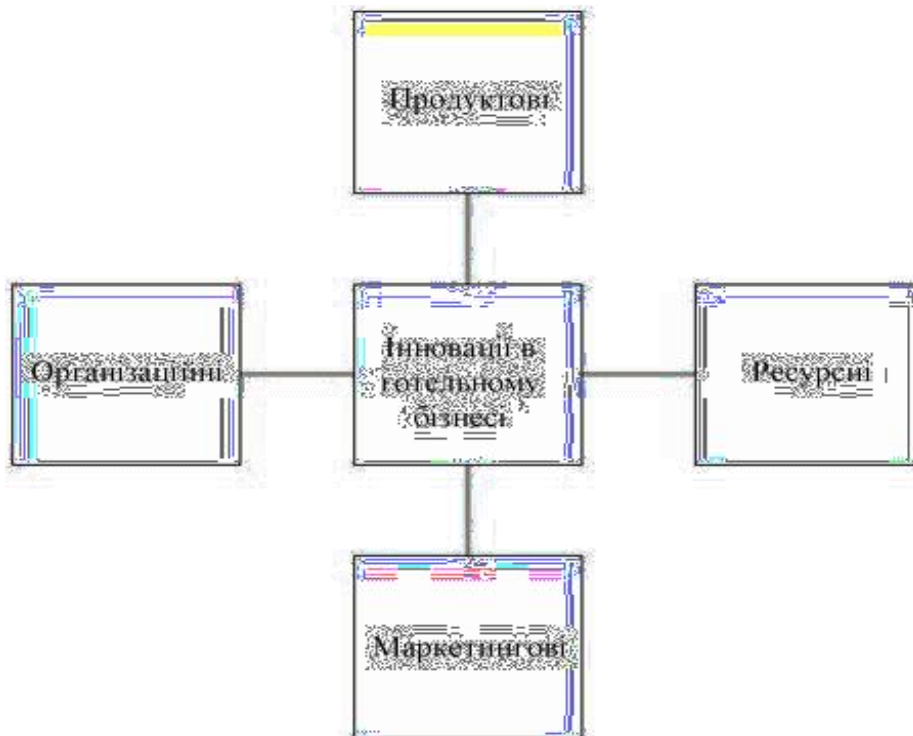 Продуктові
Організаційні
Інновації в
готельному
бізнесі
Ресурсні
Маркетингові